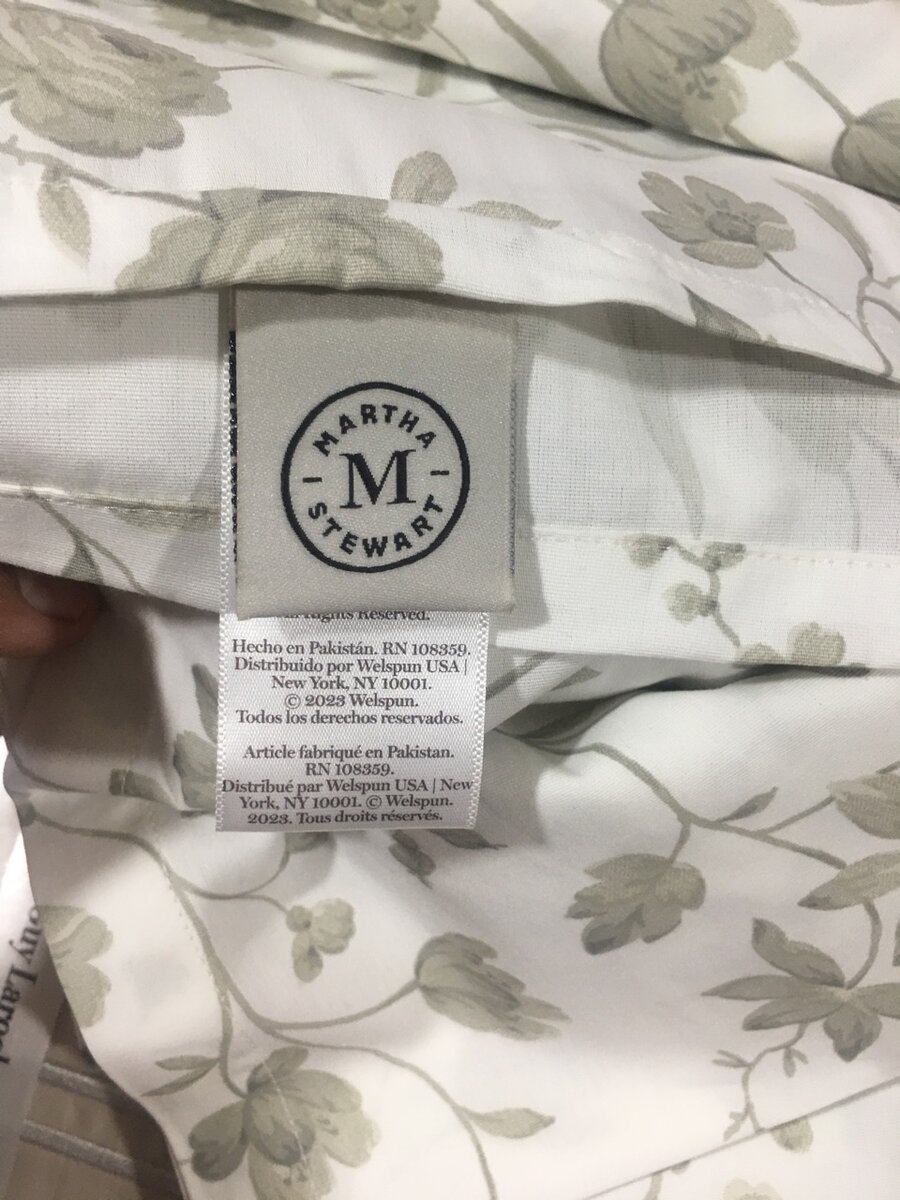 MARTHA
M
STEWART
Rights Reserved.
Hecho en Pakistán. RN 108359.
Distribuido por Welspun USA |
New York, NY 10001.
© 2023 Welspun.
Todos los derechos reservados.
Article fabriqué en Pakistan.
RN 108359.
Distribué par Welspun USA | New
York, NY 10001. © Welspun.
2023. Tous droits réservés.